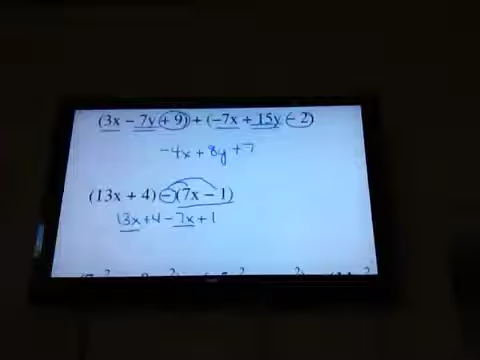 (3x − 7y + 9) + (−7x + 15y − 2)
−4x + 8y + 7
(13x + 4) − (7x − 1)
13x + 4 − 7x + 1